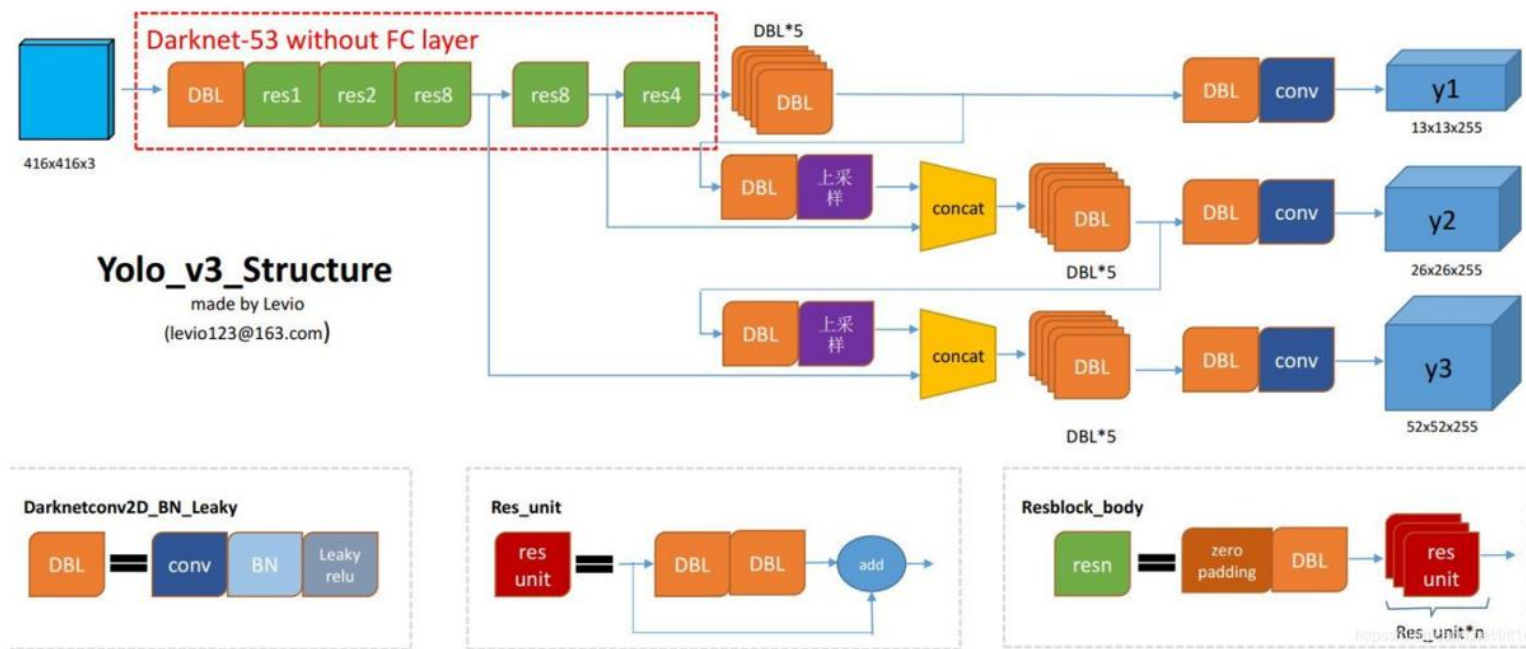 Darknet-53 without FC layer
DBL*5
DBL
res1
res2
res8
res8
res4
DBL
DBL
conv
y1
13x13x255
416x416x3
DBL
上采
样
concat
DBL
DBL*5
DBL
conv
y2
26x26x255
Yolo_v3_Structure
made by Levio
(levio123@163.com)
DBL
上采
样
concat
DBL
DBL*5
DBL
conv
y3
52x52x255
Darknetconv2D_BN_Leaky
DBL
conv
BN
Leaky
relu
Res_unit
res
unit
DBL
DBL
add
Resblock_body
resn
zero
padding
DBL
res
unit
Res_unit*n